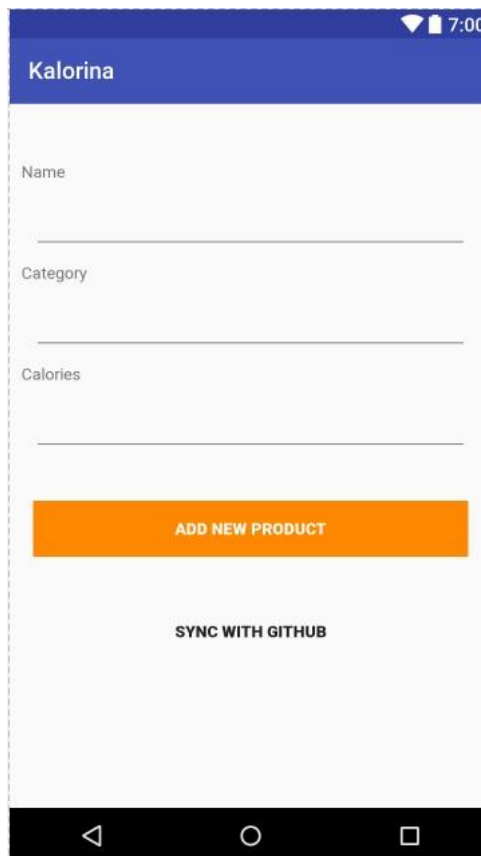 7:00
Kalorina
Name
Category
Calories
ADD NEW PRODUCT
SYNC WITH GITHUB